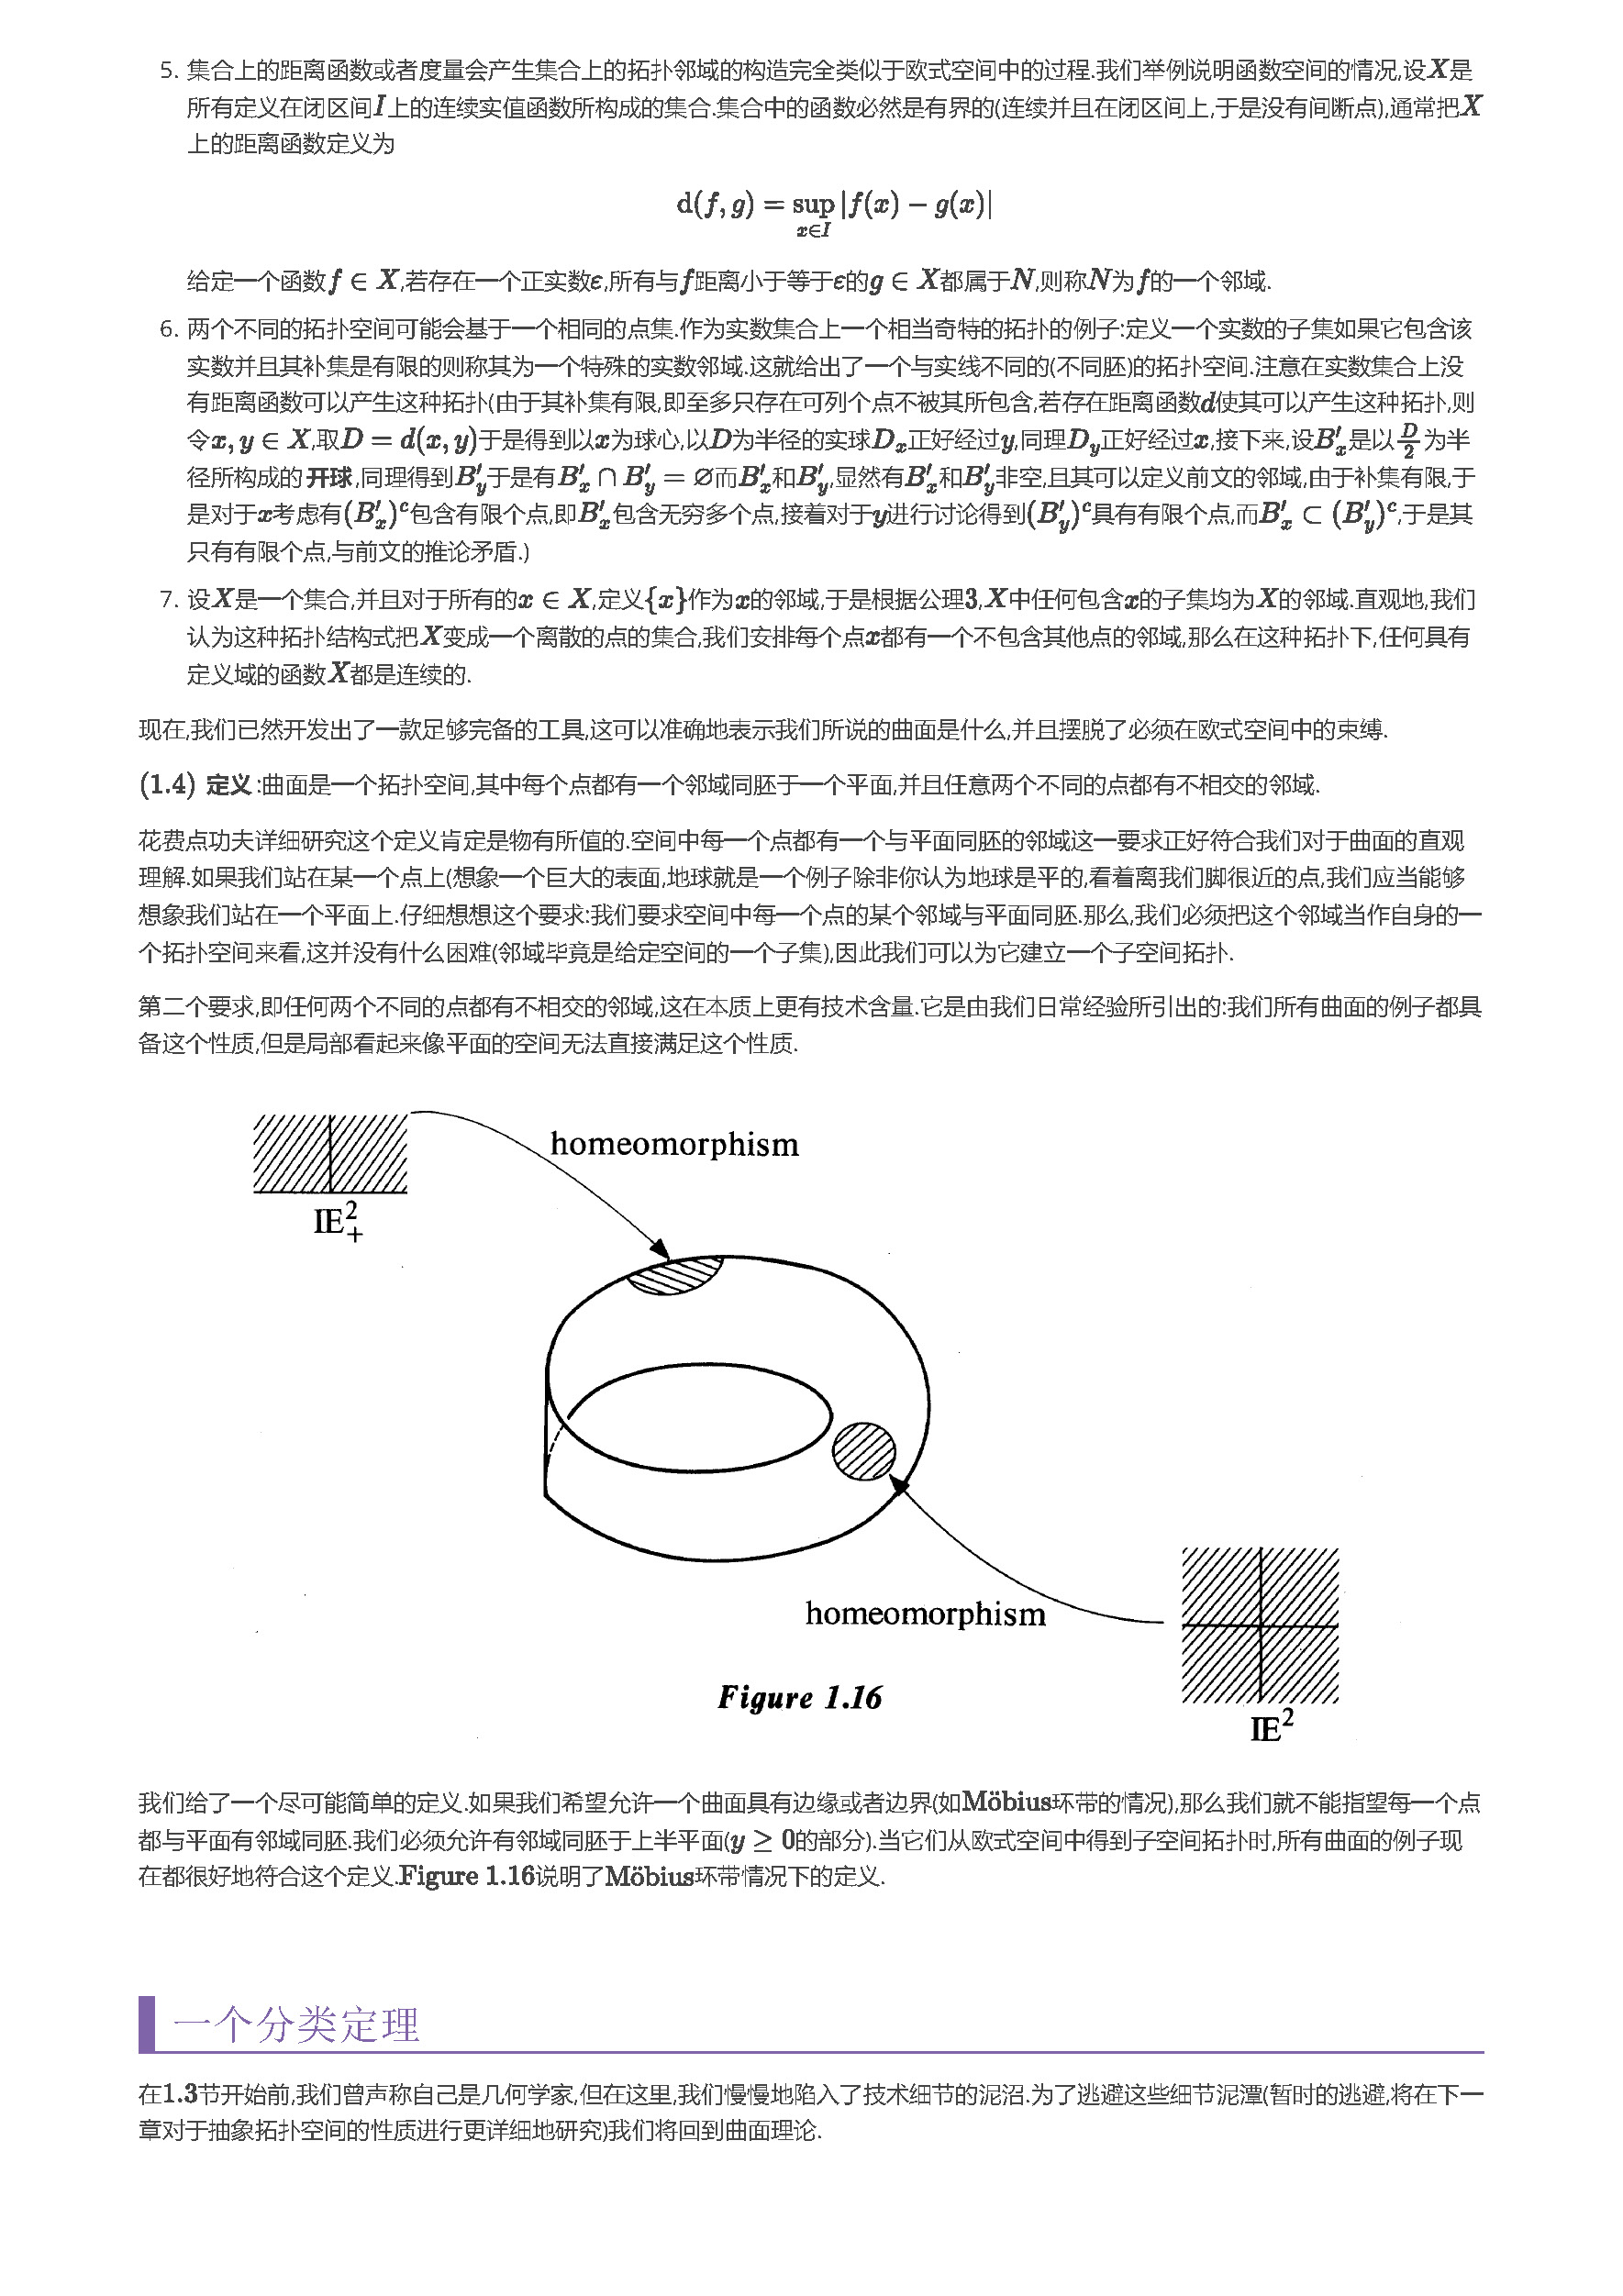 5. 集合上的距离函数或者度量会产生集合上的拓扑邻域的构造完全类似于欧式空间中的过程.我们举例说明函数空间的情况,设X是
所有定义在闭区间I上的连续实值函数所构成的集合.集合中的函数必然是有界的(连续并且在闭区间上,于是没有间断点),通常把X
上的距离函数定义为
d(f, g) = sup|f(x) − g(x)|
x∈I
给定一个函数f ∈ X,若存在一个正实数ε,所有与f距离小于等于ε的g ∈ X都属于N,则称N为f的一个邻域.
6. 两个不同的拓扑空间可能会基于一个相同的点集.作为实数集合上一个相当奇特的拓扑的例子:定义一个实数的子集如果它包含该
实数并且其补集是有限的则称其为一个特殊的实数邻域.这就给出了一个与实线不同的(不同胚)的拓扑空间.注意在实数集合上没
有距离函数可以产生这种拓扑(由于其补集有限,即至多只存在可列个点不被其所包含,若存在距离函数d使其可以产生这种拓扑,则
令x, y ∈ X,取D = d(x, y)于是得到以x为球心,以D为半径的实球Dₓ正好经过y,同理D_y正好经过x,接下来,设B′ₓ是以D/2为半
径所构成的开球,同理得到B′_y于是有B′ₓ ∩ B′_y = ∅而B′ₓ和B′_y,显然有B′ₓ和B′_y非空,且其可以定义前文的邻域,由于补集有限,于
是对于x考虑有(B′ₓ)ᶜ包含有限个点,即B′ₓ包含无穷多个点,接着对于y进行讨论得到(B′_y)ᶜ具有有限个点,而B′ₓ ⊂ (B′_y)ᶜ,于是其
只有有限个点,与前文的推论矛盾.)
7. 设X是一个集合,并且对于所有的x ∈ X,定义{x}作为x的邻域,于是根据公理3,X中任何包含x的子集均为X的邻域.直观地,我们
认为这种拓扑结构式把X变成一个离散的点的集合,我们安排每个点x都有一个不包含其他点的邻域,那么在这种拓扑下,任何具有
定义域的函数X都是连续的.
现在,我们已然开发出了一款足够完备的工具,这可以准确地表示我们所说的曲面是什么,并且摆脱了必须在欧式空间中的束缚.
(1.4) 定义:曲面是一个拓扑空间,其中每个点都有一个邻域同胚于一个平面,并且任意两个不同的点都有不相交的邻域.
花费点功夫详细研究这个定义肯定是物有所值的.空间中每一个点都有一个与平面同胚的邻域这一要求正好符合我们对于曲面的直观
理解.如果我们站在某一个点上(想象一个巨大的表面,地球就是一个例子除非你认为地球是平的,看着离我们脚很近的点,我们应当能够
想象我们站在一个平面上.仔细想想这个要求:我们要求空间中每一个点的某个邻域与平面同胚.那么,我们必须把这个邻域当作自身的一
个拓扑空间来看,这并没有什么困难(邻域毕竟是给定空间的一个子集),因此我们可以为它建立一个子空间拓扑.
第二个要求,即任何两个不同的点都有不相交的邻域,这在本质上更有技术含量.它是由我们日常经验所引出的:我们所有曲面的例子都具
备这个性质,但是局部看起来像平面的空间无法直接满足这个性质.
homeomorphism
𝔼²₊
homeomorphism
Figure 1.16
𝔼²
我们给了一个尽可能简单的定义.如果我们希望允许一个曲面具有边缘或者边界(如Möbius环带的情况),那么我们就不能指望每一个点
都与平面有邻域同胚.我们必须允许有邻域同胚于上半平面(y ≥ 0的部分).当它们从欧式空间中得到子空间拓扑时,所有曲面的例子现
在都很好地符合这个定义.Figure 1.16说明了Möbius环带情况下的定义.
一个分类定理
在1.3节开始前,我们曾声称自己是几何学家,但在这里,我们慢慢地陷入了技术细节的泥沼.为了逃避这些细节泥潭(暂时的逃避,将在下一
章对于抽象拓扑空间的性质进行更详细地研究)我们将回到曲面理论.